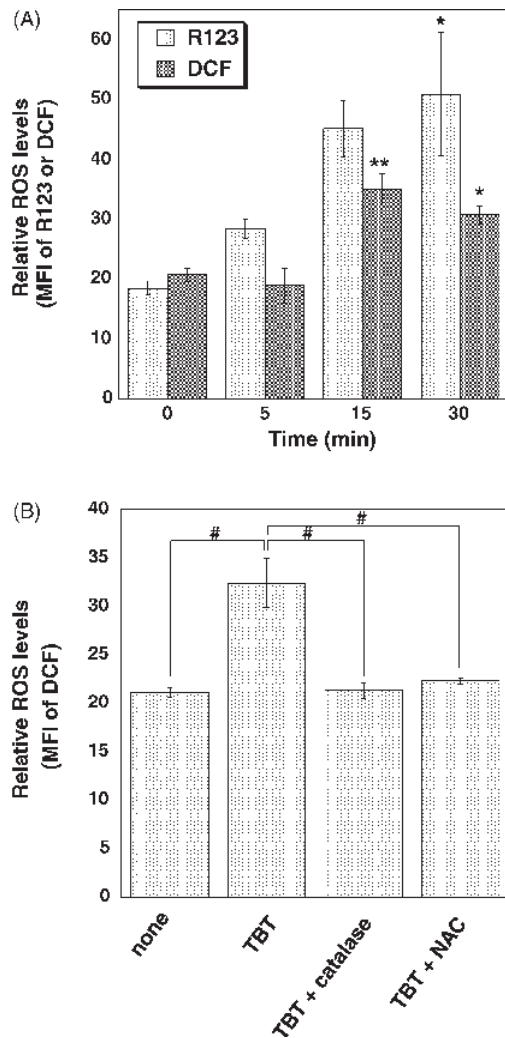 (A)
Relative ROS levels
(MFI of R123 or DCF)
60
50
40
30
20
10
0
R123
DCF
*
**
*
0 5 15 30
Time (min)
(B)
Relative ROS levels
(MFI of DCF)
40
35
30
25
20
15
10
5
0
#
# #
none
TBT
TBT + catalase
TBT + NAC